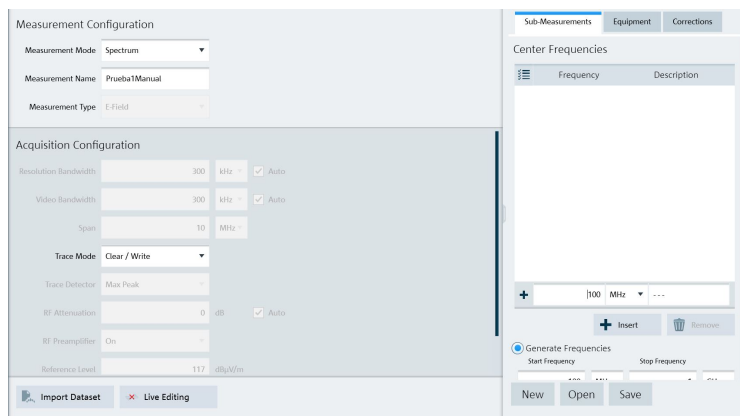 Measurement Configuration
Measurement Mode Spectrum
Measurement Name Prueba1Manual
Measurement Type E-Field
Acquisition Configuration
Resolution Bandwidth 300 kHz Auto
Video Bandwidth 300 kHz Auto
Span 10 MHz
Trace Mode Clear / Write
Trace Detector Max Peak
RF Attenuation 0 dB Auto
RF Preamplifier On
Reference Level 117 dBµV/m
Import Dataset Live Editing
Sub-Measurements Equipment Corrections
Center Frequencies
Frequency Description
100 MHz ---
Insert Remove
Generate Frequencies
Start Frequency Stop Frequency
New Open Save